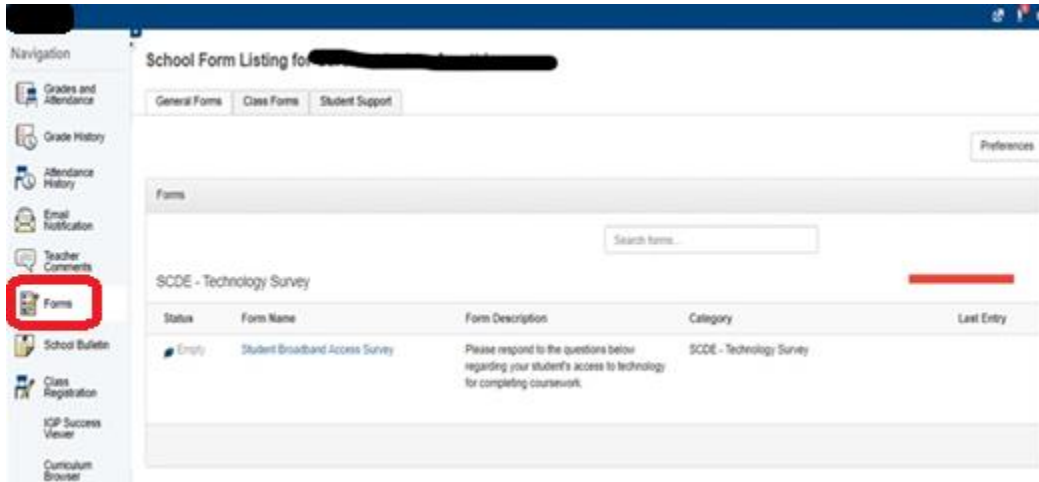 Navigation
Grades and
Attendance
Grade History
Attendance
History
Email
Notification
Teacher
Comments
Forms
School Bulletin
Class
Registration
IGP Success
Viewer
Curriculum
Browser
School Form Listing for
General Forms Class Forms Student Support
Preferences
Forms
Search forms...
SCDE - Technology Survey
Status Form Name Form Description Category Last Entry
Empty Student Broadband Access Survey Please respond to the questions below SCDE - Technology Survey
regarding your student's access to technology
for completing coursework.